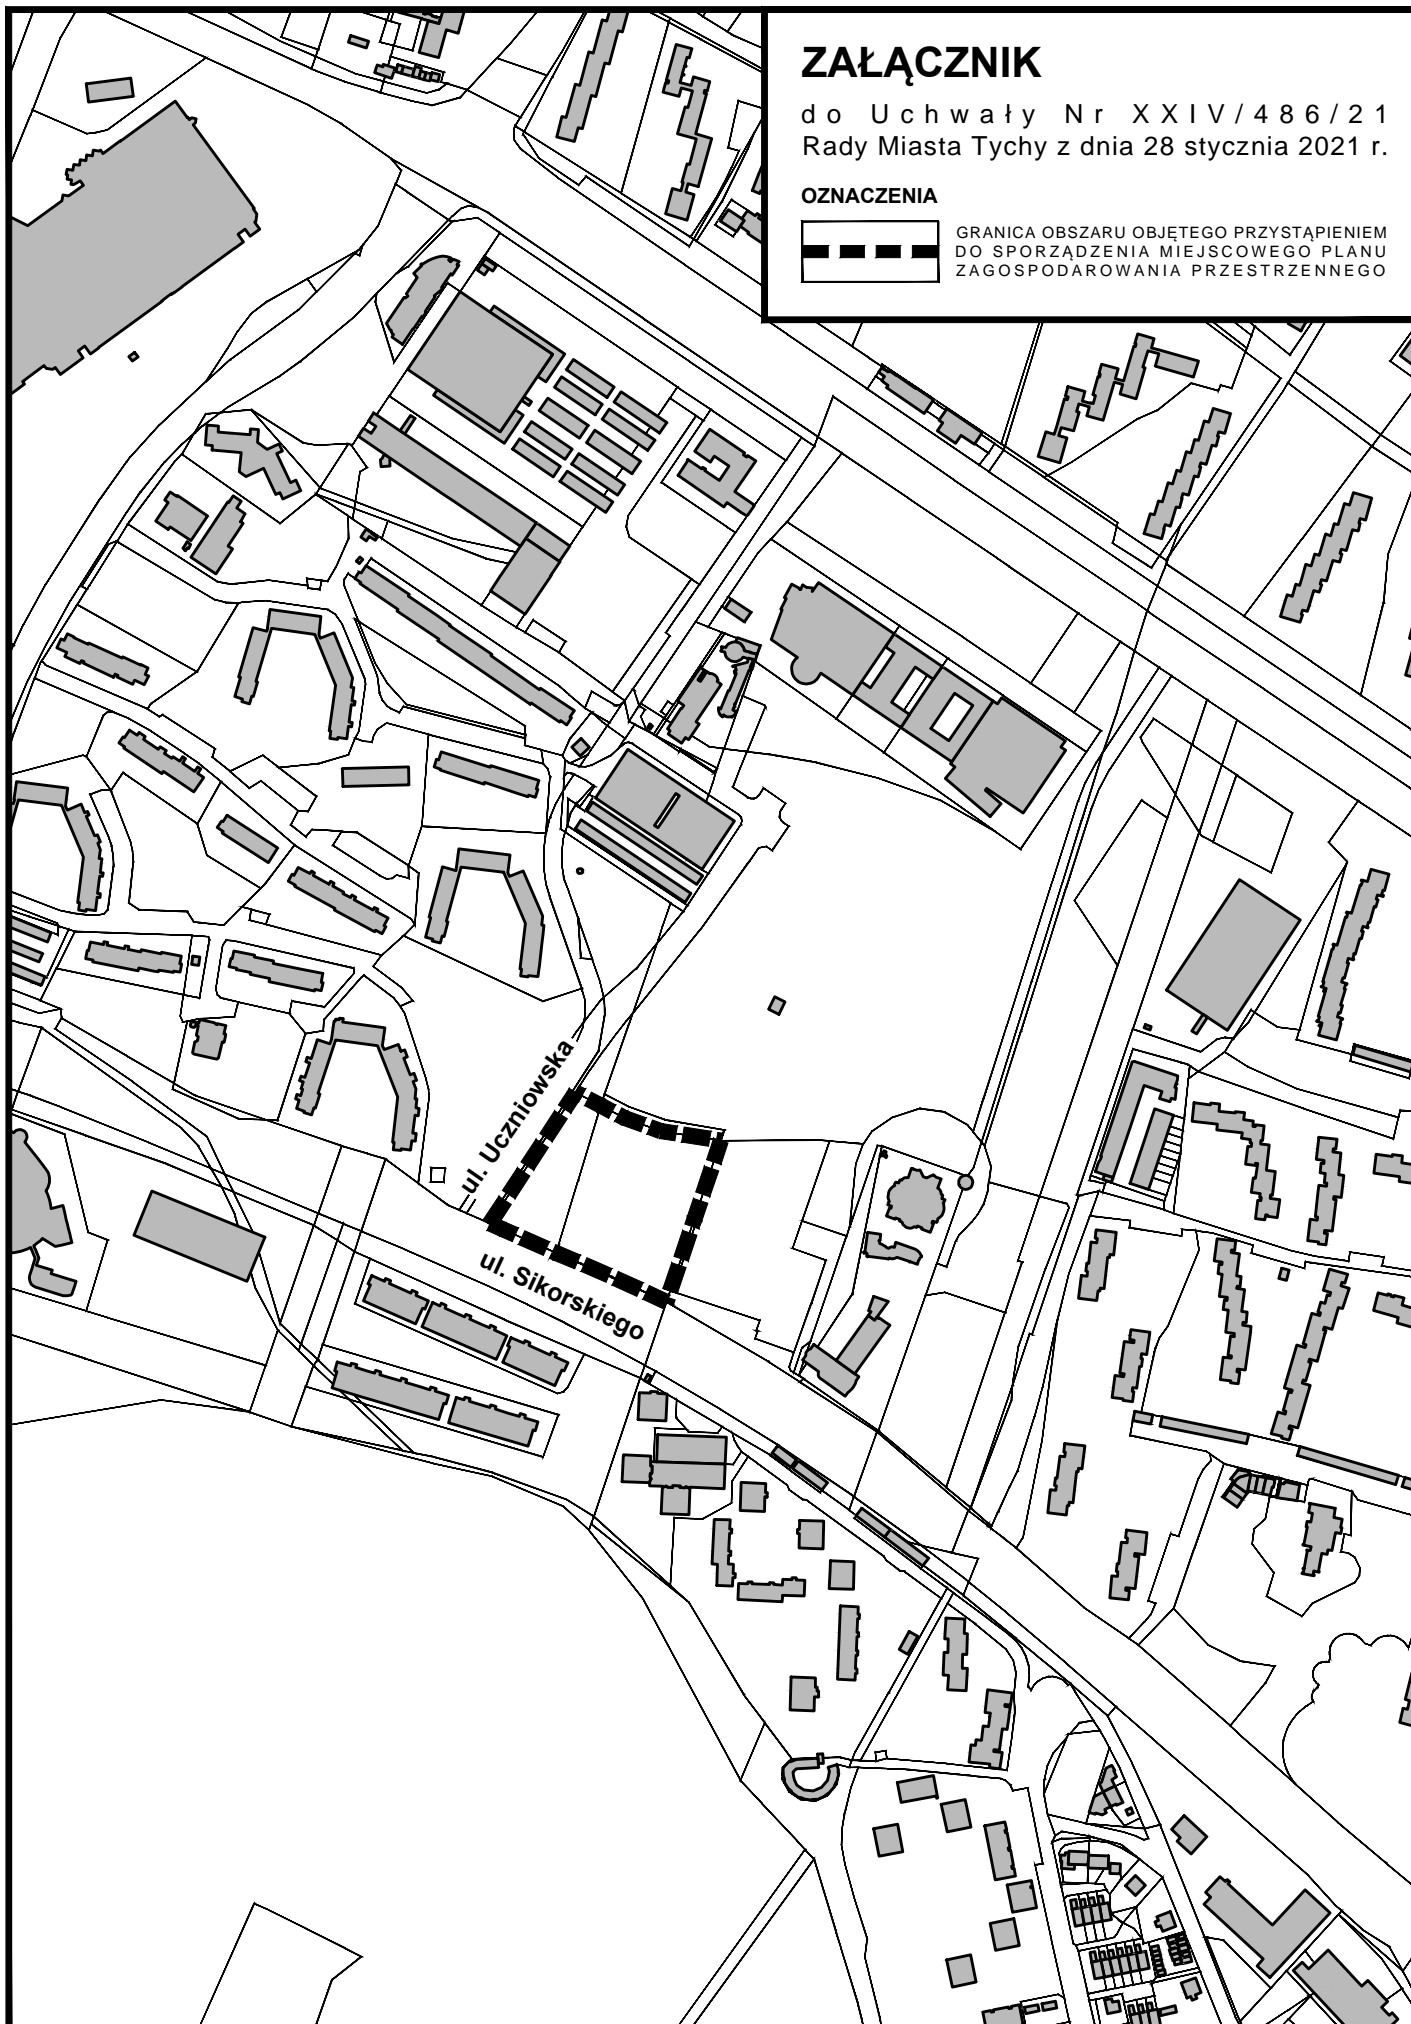 ZAŁĄCZNIK
do Uchwały Nr XXIV/486/21
Rady Miasta Tychy z dnia 28 stycznia 2021 r.
OZNACZENIA
GRANICA OBSZARU OBJĘTEGO PRZYSTĄPIENIEM
DO SPORZĄDZENIA MIEJSCOWEGO PLANU
ZAGOSPODAROWANIA PRZESTRZENNEGO
ul. Uczniowska
ul. Sikorskiego